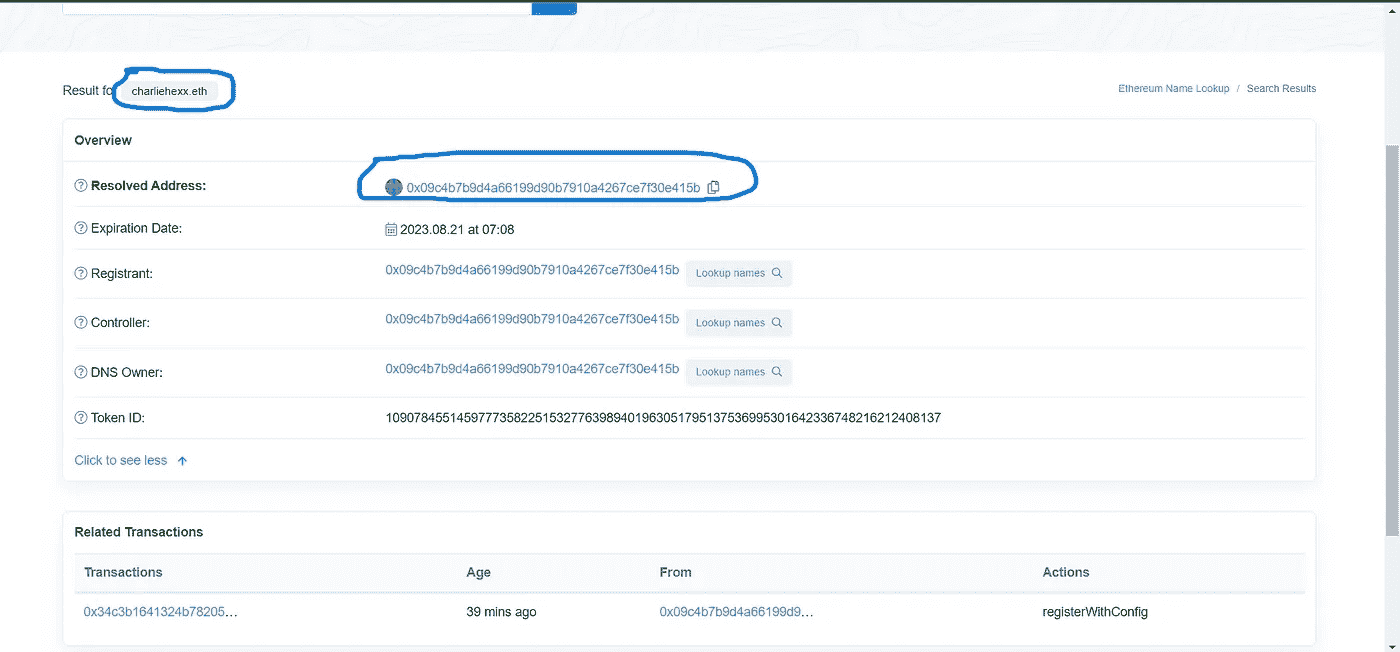 Result fo charliehexx.eth
Ethereum Name Lookup / Search Results
Overview
Resolved Address: 0x09c4b7b9d4a66199d90b7910a4267ce7f30e415b
Expiration Date: 2023.08.21 at 07:08
Registrant: 0x09c4b7b9d4a66199d90b7910a4267ce7f30e415b Lookup names
Controller: 0x09c4b7b9d4a66199d90b7910a4267ce7f30e415b Lookup names
DNS Owner: 0x09c4b7b9d4a66199d90b7910a4267ce7f30e415b Lookup names
Token ID: 109078455145977735822515327763989401963051795137536995301642336748216212408137
Click to see less
Related Transactions
Transactions Age From Actions
0x34c3b1641324b78205... 39 mins ago 0x09c4b7b9d4a66199d9... registerWithConfig